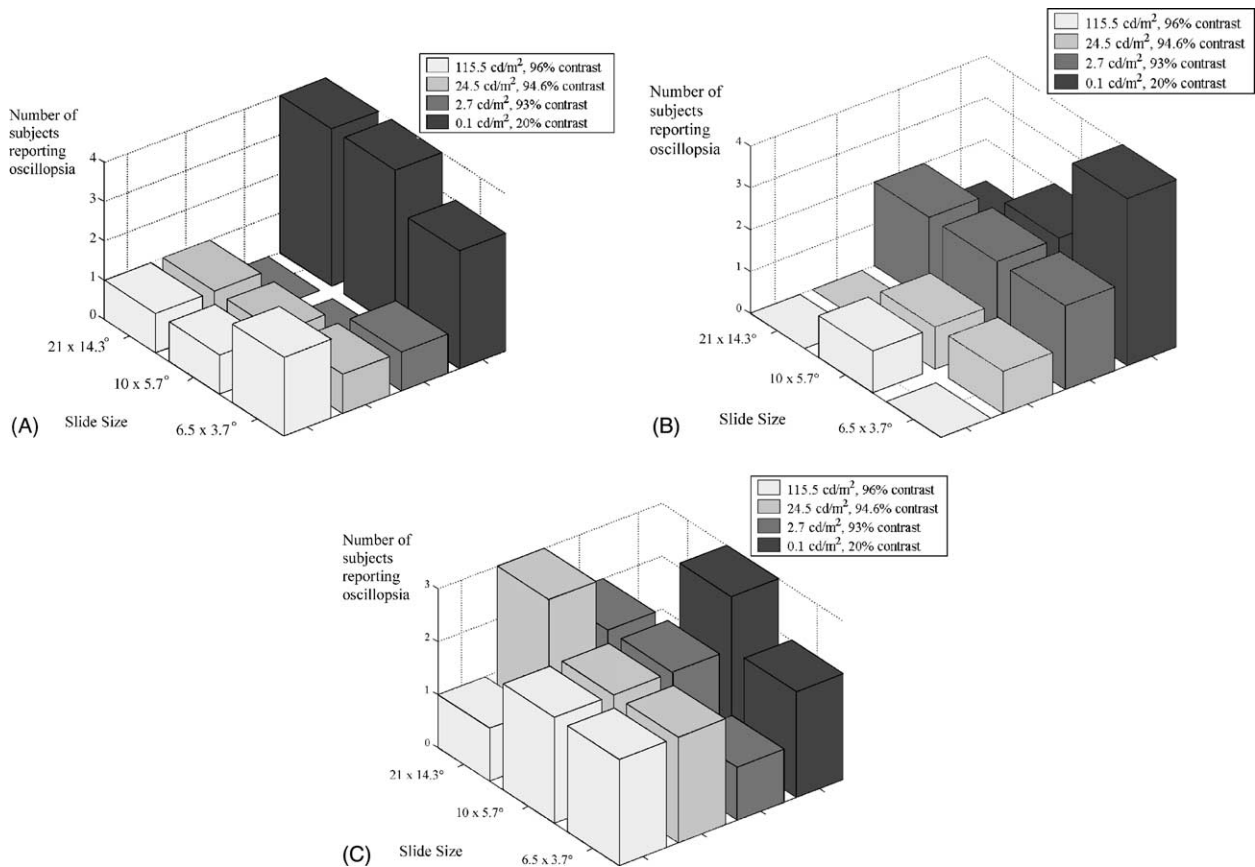 115.5 cd/m², 96% contrast
24.5 cd/m², 94.6% contrast
2.7 cd/m², 93% contrast
0.1 cd/m², 20% contrast
Number of
subjects
reporting
oscillopsia
4
3
2
1
0
21 x 14.3°
10 x 5.7°
6.5 x 3.7°
Slide Size
(A)
115.5 cd/m², 96% contrast
24.5 cd/m², 94.6% contrast
2.7 cd/m², 93% contrast
0.1 cd/m², 20% contrast
Number of
subjects
reporting
oscillopsia
4
3
2
1
0
21 x 14.3°
10 x 5.7°
6.5 x 3.7°
Slide Size
(B)
115.5 cd/m², 96% contrast
24.5 cd/m², 94.6% contrast
2.7 cd/m², 93% contrast
0.1 cd/m², 20% contrast
Number of
subjects
reporting
oscillopsia
3
2
1
0
21 x 14.3°
10 x 5.7°
6.5 x 3.7°
Slide Size
(C)